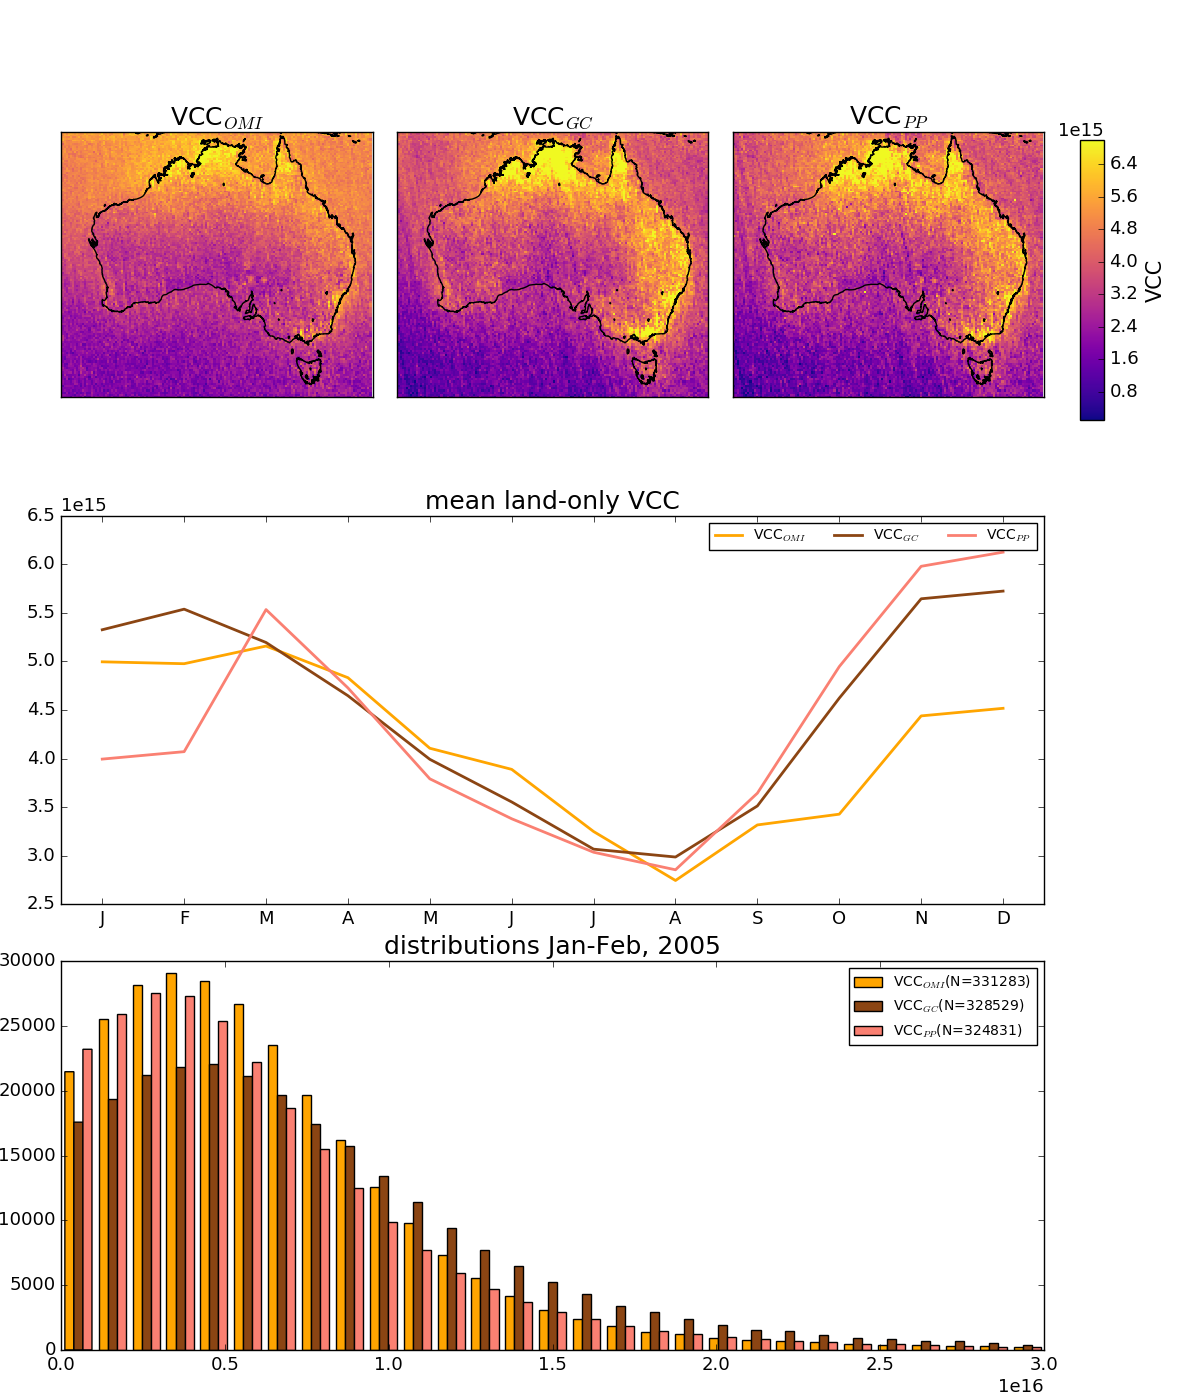 VCC_OMI VCC_GC VCC_PP
1e15
6.4
5.6
4.8
4.0
3.2
2.4
1.6
0.8
VCC
mean land-only VCC
1e15
6.5
6.0
5.5
5.0
4.5
4.0
3.5
3.0
2.5
VCC_OMI VCC_GC VCC_PP
J F M A M J J A S O N D
distributions Jan-Feb, 2005
30000
25000
20000
15000
10000
5000
0
VCC_OMI(N=331283)
VCC_GC(N=328529)
VCC_PP(N=324831)
0.0 0.5 1.0 1.5 2.0 2.5 3.0
1e16